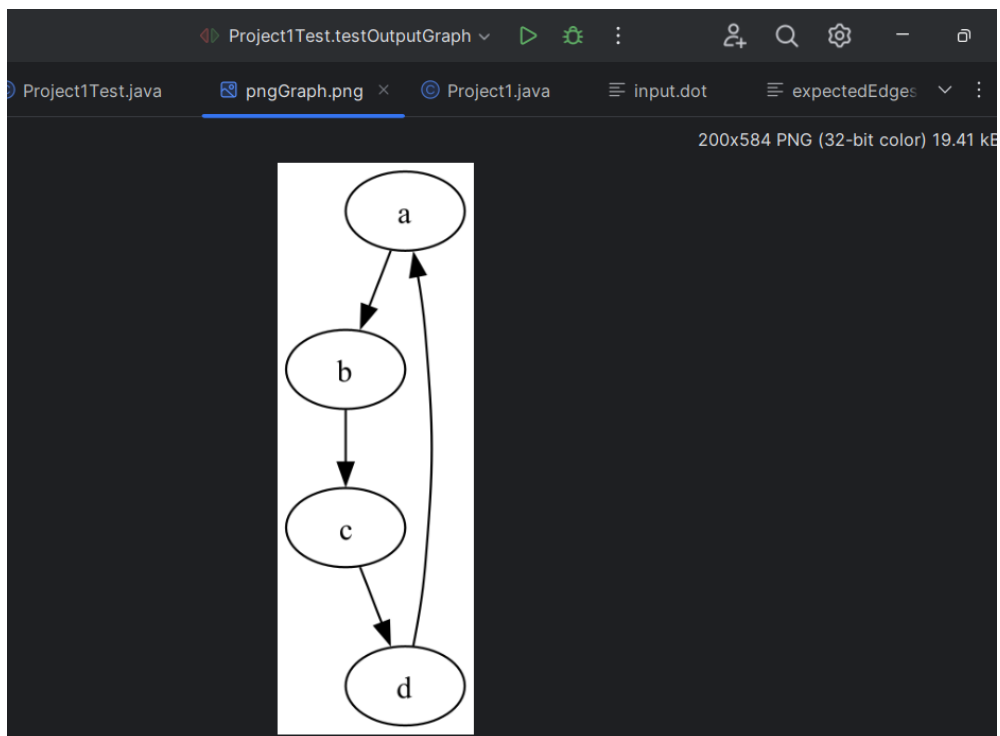 Project1Test.testOutputGraph
Project1Test.java pngGraph.png Project1.java input.dot expectedEdges
200x584 PNG (32-bit color) 19.41 kB
a
b
c
d